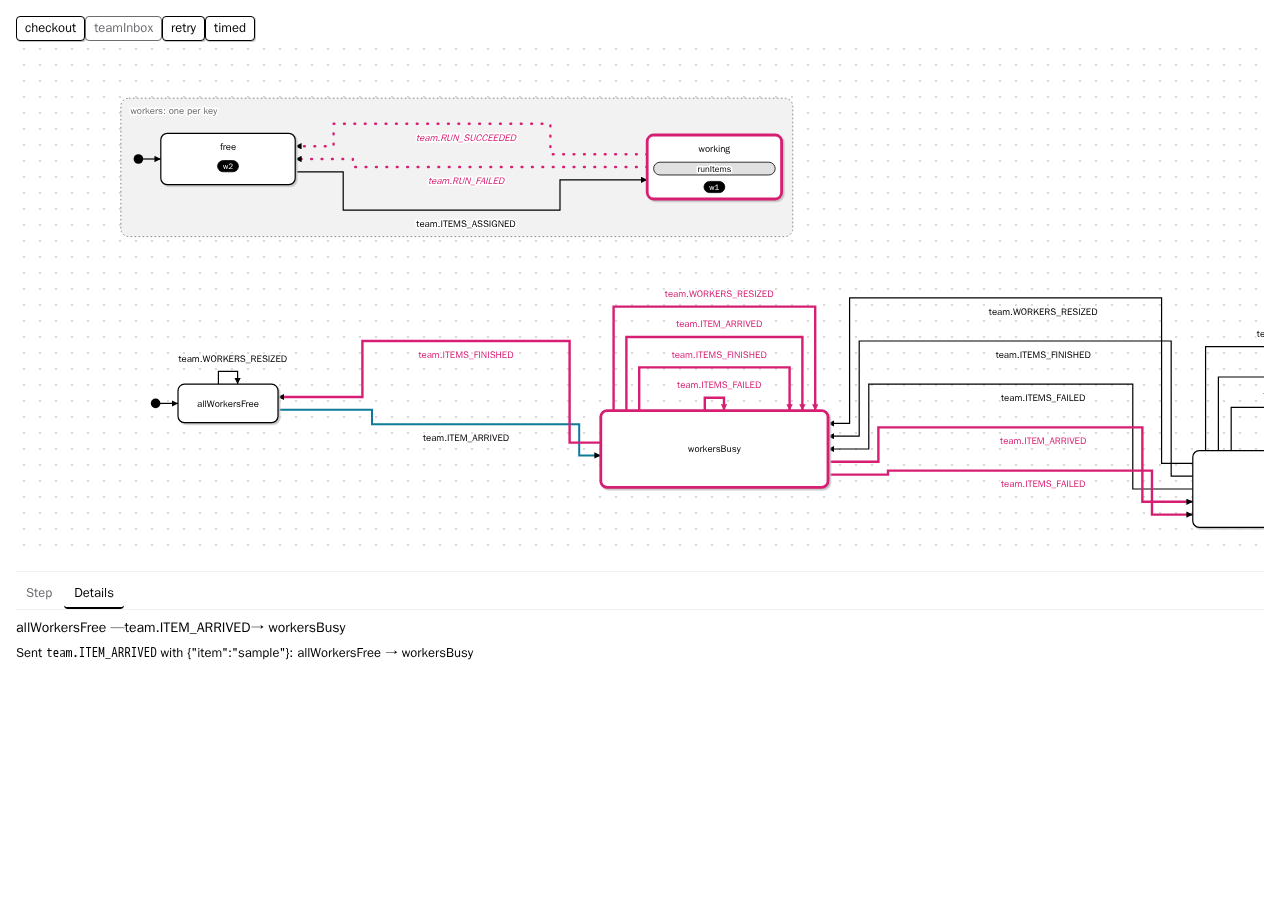 checkout teamInbox retry timed
workers: one per key
free
w2
team.RUN_SUCCEEDED
team.RUN_FAILED
team.ITEMS_ASSIGNED
working
runItems
w1
team.WORKERS_RESIZED
team.ITEM_ARRIVED
team.ITEMS_FINISHED
team.ITEMS_FAILED
team.WORKERS_RESIZED
allWorkersFree
team.ITEMS_FINISHED
team.ITEM_ARRIVED
workersBusy
team.WORKERS_RESIZED
team.ITEMS_FINISHED
team.ITEMS_FAILED
team.ITEM_ARRIVED
team.ITEMS_FAILED
Step Details
allWorkersFree —team.ITEM_ARRIVED→ workersBusy
Sent team.ITEM_ARRIVED with {"item":"sample"}: allWorkersFree → workersBusy